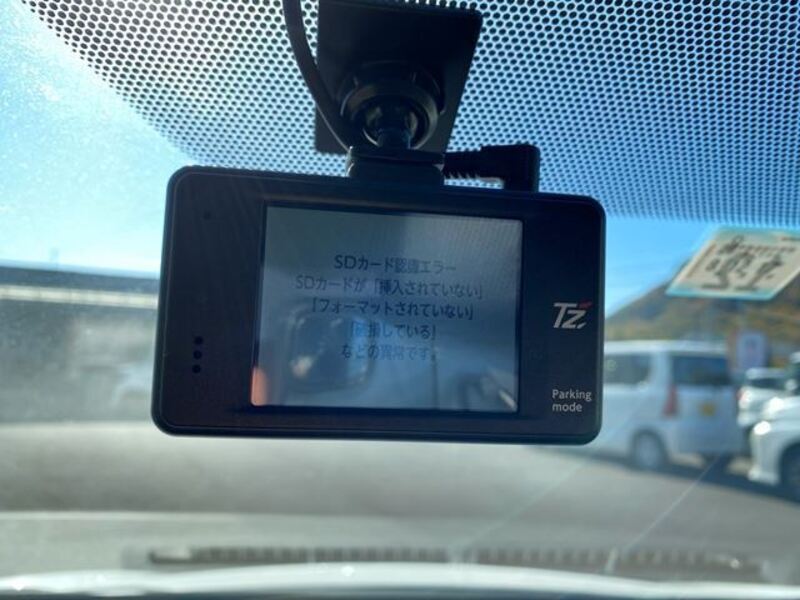 SDカード認識エラー
SDカードが「挿入されていない」
「フォーマットされていない」
「破損している」
などの異常です。
TZ
Parking
mode